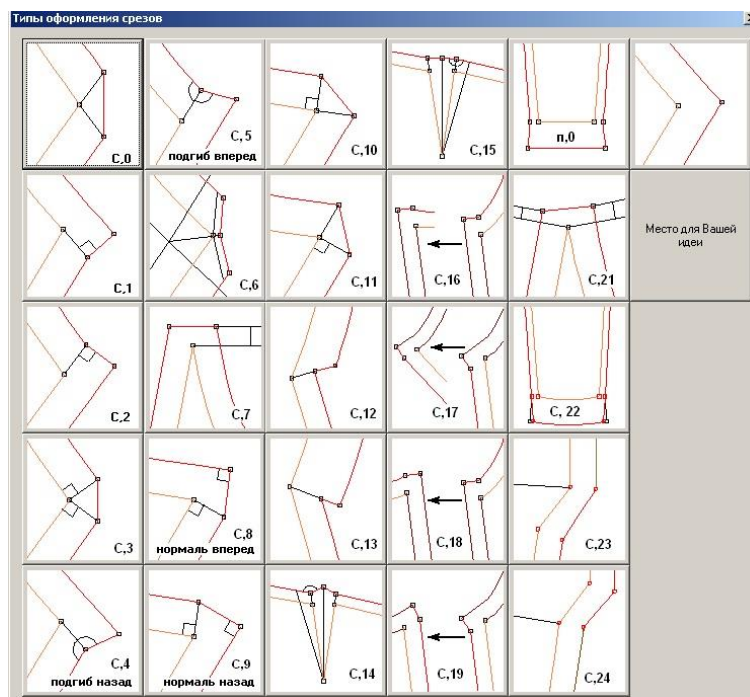 Типы оформления срезов
С,0
С,5
подгиб вперед
С,10
С,15
п,0
С,1
С,6
С,11
С,16
С,21
Место для Вашей
идеи
С,2
С,7
С,12
С,17
С, 22
С,3
С,8
нормаль вперед
С,13
С,18
С,23
С,4
подгиб назад
С,9
нормаль назад
С,14
С,19
С,24